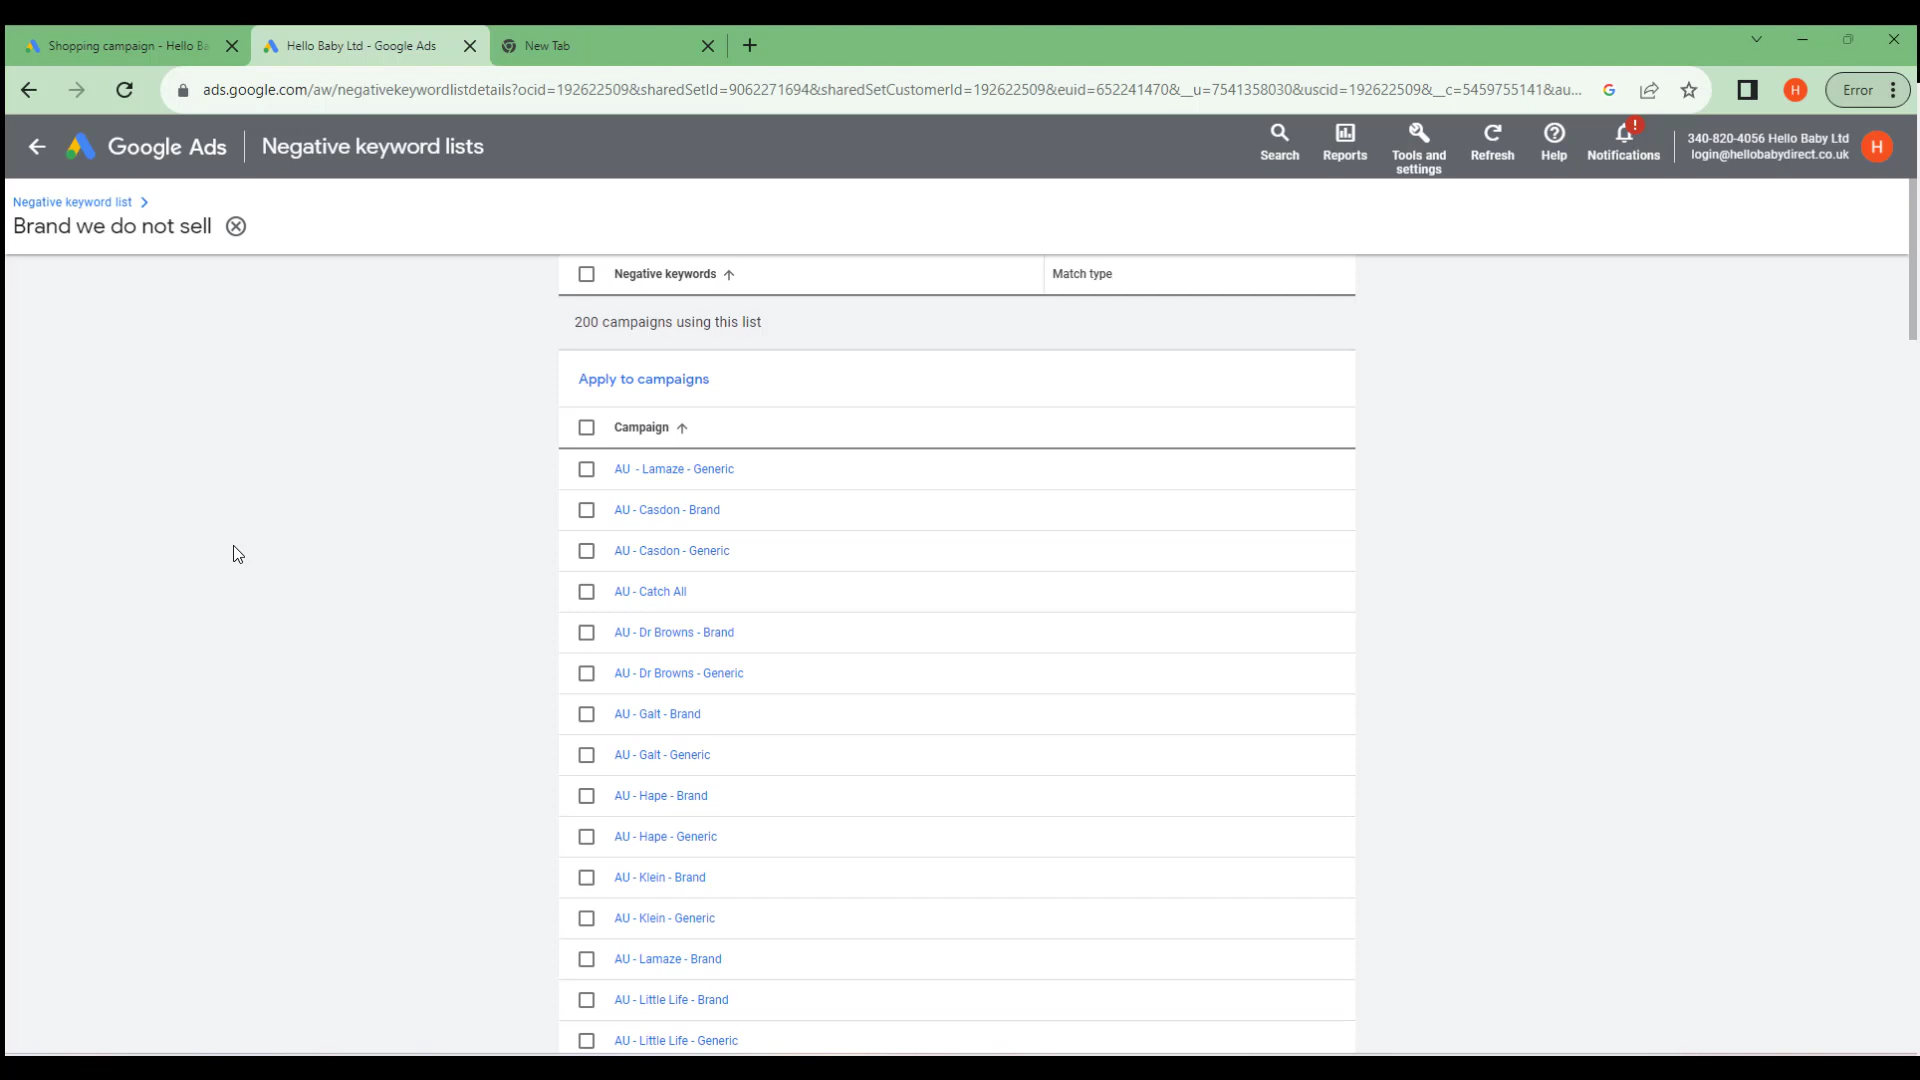 Shopping campaign - Hello Ba
Hello Baby Ltd - Google Ads
New Tab
ads.google.com/aw/negativekeywordlistdetails?ocid=192622509&sharedSetId=9062271694&sharedSetCustomerId=192622509&euid=652241470&__u=7541358030&uscid=192622509&__c=5459755141&au...
G
H
Error
Google Ads
Negative keyword lists
Search
Reports
Tools and settings
Refresh
Help
Notifications
340-820-4056 Hello Baby Ltd
login@hellobabydirect.co.uk
H
Negative keyword list
Brand we do not sell
Negative keywords
Match type
200 campaigns using this list
Apply to campaigns
Campaign
AU - Lamaze - Generic
AU - Casdon - Brand
AU - Casdon - Generic
AU - Catch All
AU - Dr Browns - Brand
AU - Dr Browns - Generic
AU - Galt - Brand
AU - Galt - Generic
AU - Hape - Brand
AU - Hape - Generic
AU - Klein - Brand
AU - Klein - Generic
AU - Lamaze - Brand
AU - Little Life - Brand
AU - Little Life - Generic